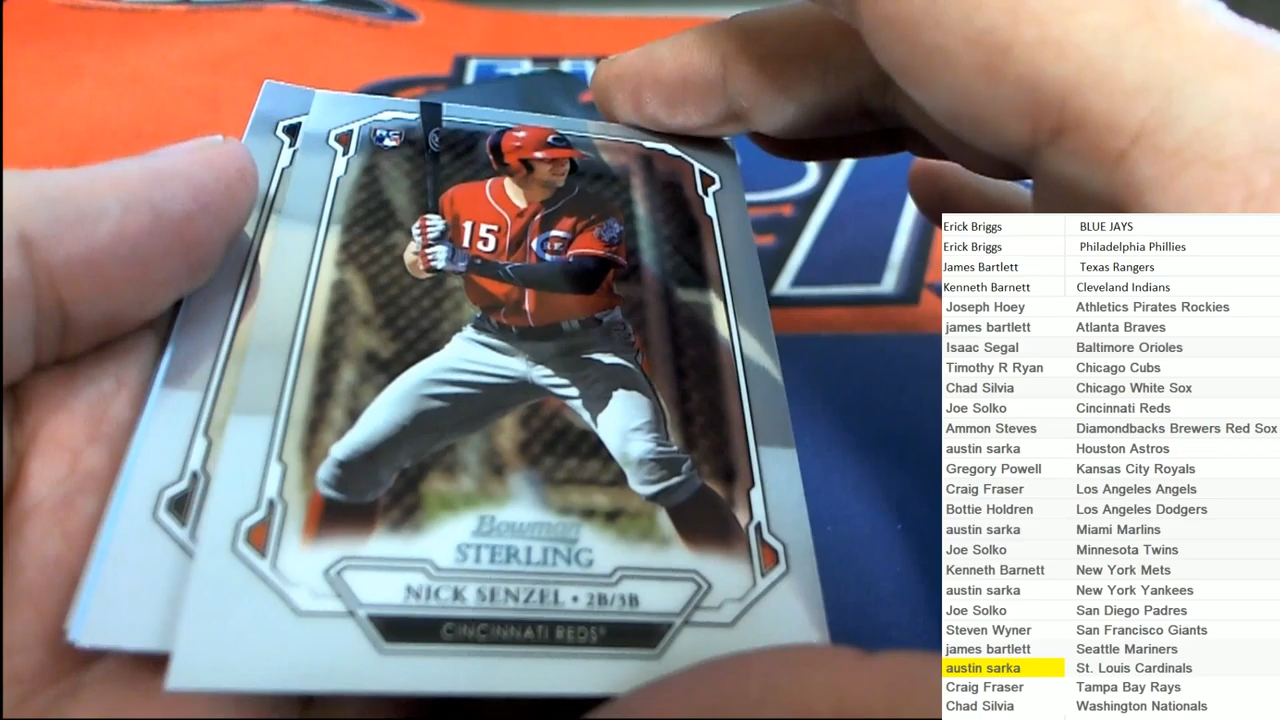 15
Bowman
STERLING
NICK SENZEL • 2B/3B
CINCINNATI REDS
Erick Briggs BLUE JAYS
Erick Briggs Philadelphia Phillies
James Bartlett Texas Rangers
Kenneth Barnett Cleveland Indians
Joseph Hoey Athletics Pirates Rockies
james bartlett Atlanta Braves
Isaac Segal Baltimore Orioles
Timothy R Ryan Chicago Cubs
Chad Silvia Chicago White Sox
Joe Solko Cincinnati Reds
Ammon Steves Diamondbacks Brewers Red Sox
austin sarka Houston Astros
Gregory Powell Kansas City Royals
Craig Fraser Los Angeles Angels
Bottie Holdren Los Angeles Dodgers
austin sarka Miami Marlins
Joe Solko Minnesota Twins
Kenneth Barnett New York Mets
austin sarka New York Yankees
Joe Solko San Diego Padres
Steven Wyner San Francisco Giants
james bartlett Seattle Mariners
austin sarka St. Louis Cardinals
Craig Fraser Tampa Bay Rays
Chad Silvia Washington Nationals